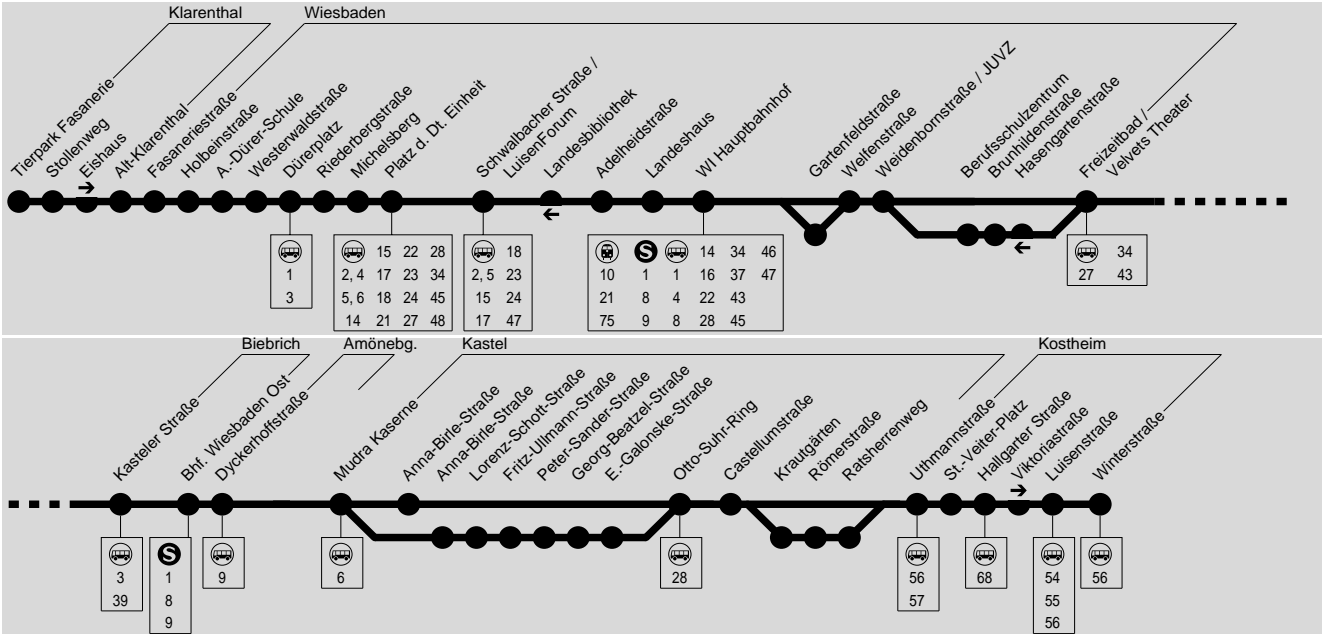 Klarenthal
Wiesbaden
Tierpark Fasanerie
Stollenweg
Eishaus
Alt-Klarenthal
Fasaneriestraße
Holbeinstraße
A.-Dürer-Schule
Westerwaldstraße
Dürerplatz
Riederbergstraße
Michelsberg
Platz d. Dt. Einheit
Schwalbacher Straße /
LuisenForum
Landesbibliothek
Adelheidstraße
Landeshaus
WI Hauptbahnhof
Gartenfeldstraße
Welfenstraße
Weidenbornstraße / JUVZ
Berufsschulzentrum
Brunhildenstraße
Hasengartenstraße
Freizeitbad /
Velvets Theater
1
3
15 22 28
2, 4 17 23 34
5, 6 18 24 45
14 21 27 48
18
2, 5 23
15 24
17 47
S 14 34 46
10 1 1 16 37 47
21 8 4 22 43
75 9 8 28 45
34
27 43
Biebrich
Amönebg.
Kastel
Kostheim
Kasteler Straße
Bhf. Wiesbaden Ost
Dyckerhoffstraße
Mudra Kaserne
Anna-Birle-Straße
Anna-Birle-Straße
Lorenz-Schott-Straße
Fritz-Ullmann-Straße
Peter-Sander-Straße
Georg-Beatzel-Straße
E.-Galonske-Straße
Otto-Suhr-Ring
Castellumstraße
Krautgärten
Römerstraße
Ratsherrenweg
Uthmannstraße
St.-Veiter-Platz
Hallgarter Straße
Viktoriastraße
Luisenstraße
Winterstraße
3
39
S
1
8
9
9
6
28
56
57
68
54
55
56
56